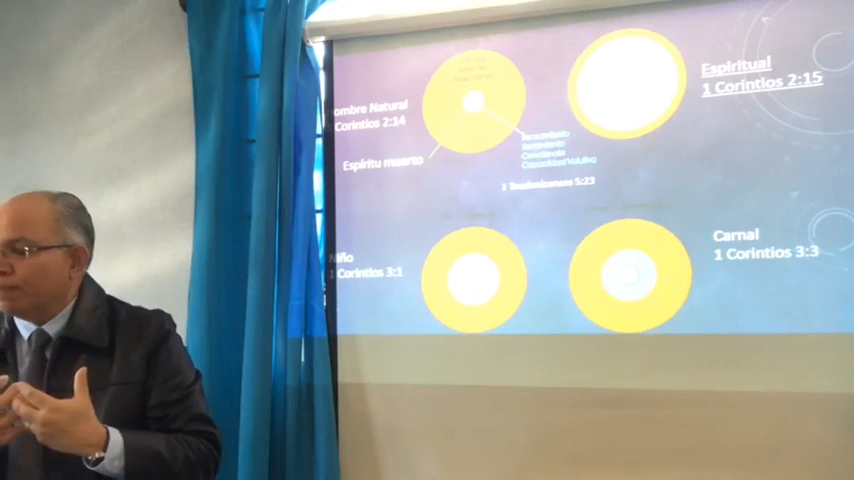 ombre Natural
Corintios 2:14
Espíritu muerto
Pensamiento
Sentimiento
Conciencia
Capacidad Volutiva
1 Tesalonicenses 5:23
Espiritual
1 Corintios 2:15
Niño
1 Corintios 3:1
Carnal
1 Corintios 3:3